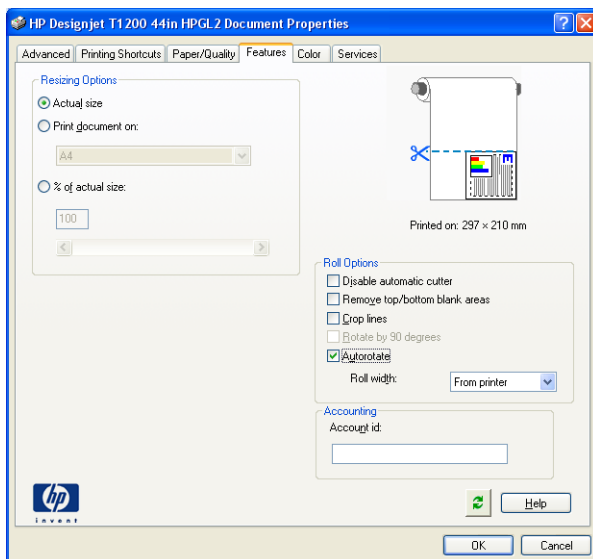 HP Designjet T1200 44in HPGL2 Document Properties
Advanced Printing Shortcuts Paper/Quality Features Color Services
Resizing Options
Actual size
Print document on:
A4
% of actual size:
100
E
Printed on: 297 × 210 mm
Roll Options
Disable automatic cutter
Remove top/bottom blank areas
Crop lines
Rotate by 90 degrees
Autorotate
Roll width: From printer
Accounting
Account id:
hp
invent
Help
OK Cancel